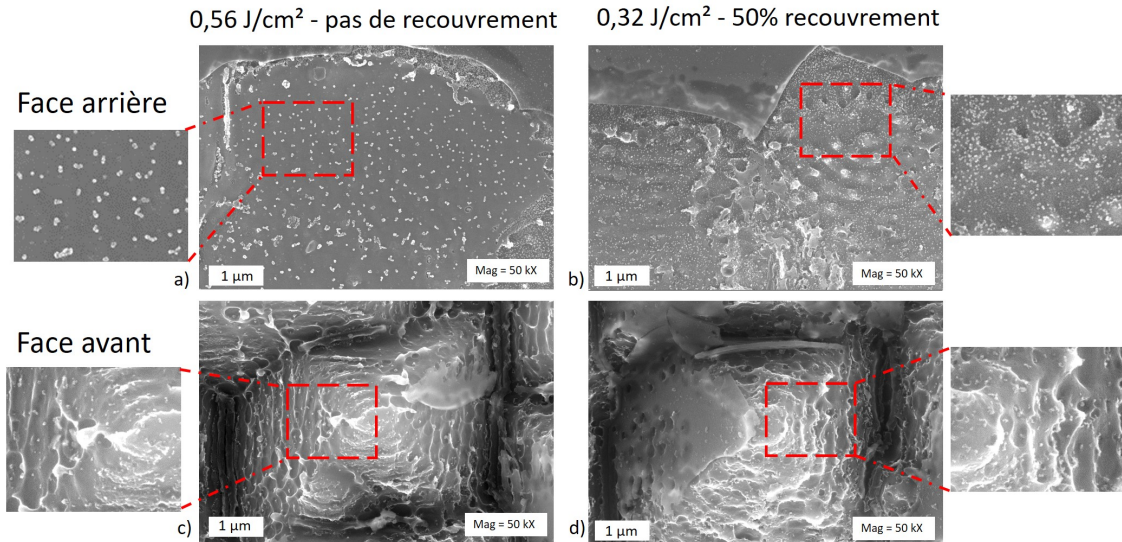 0,56 J/cm² - pas de recouvrement
0,32 J/cm² - 50% recouvrement
Face arrière
1 µm
Mag = 50 kX
a)
1 µm
Mag = 50 kX
b)
Face avant
1 µm
Mag = 50 kX
c)
1 µm
Mag = 50 kX
d)